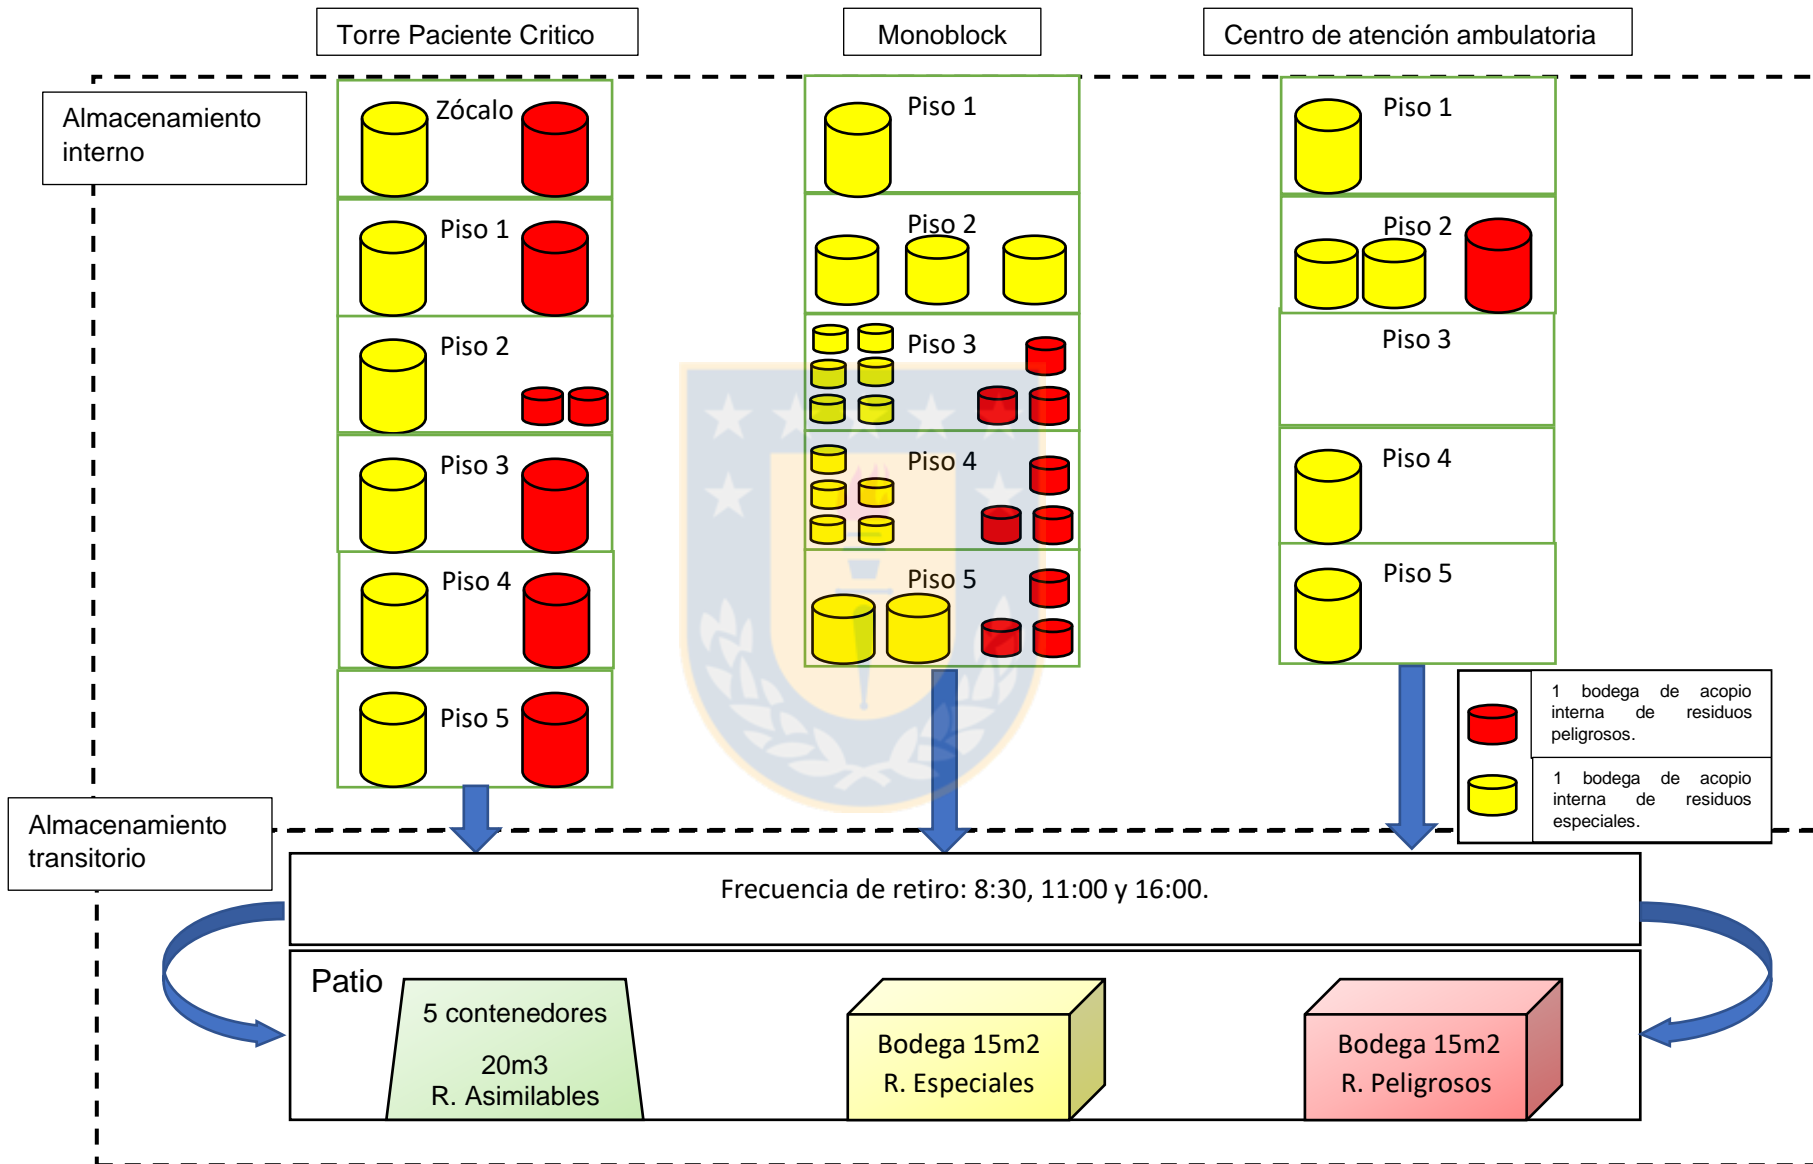 Torre Paciente Critico
Monoblock
Centro de atención ambulatoria
Almacenamiento
interno
Zócalo
Piso 1
Piso 2
Piso 3
Piso 4
Piso 5
Piso 1
Piso 2
Piso 3
Piso 4
Piso 5
Piso 1
Piso 2
Piso 3
Piso 4
Piso 5
1 bodega de acopio
interna de residuos
peligrosos.
1 bodega de acopio
interna de residuos
especiales.
Almacenamiento
transitorio
Frecuencia de retiro: 8:30, 11:00 y 16:00.
Patio
5 contenedores
20m3
R. Asimilables
Bodega 15m2
R. Especiales
Bodega 15m2
R. Peligrosos